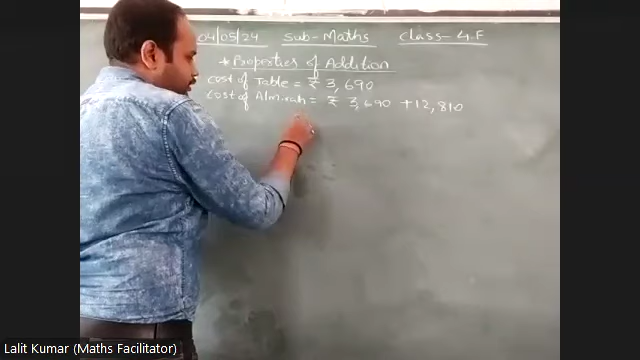 04/05/24 Sub-Maths Class-4.F
* Properties of Addition
Cost of Table = ₹ 3,690
Cost of Almirah = ₹ 3,690 + 12,810
Lalit Kumar (Maths Facilitator)